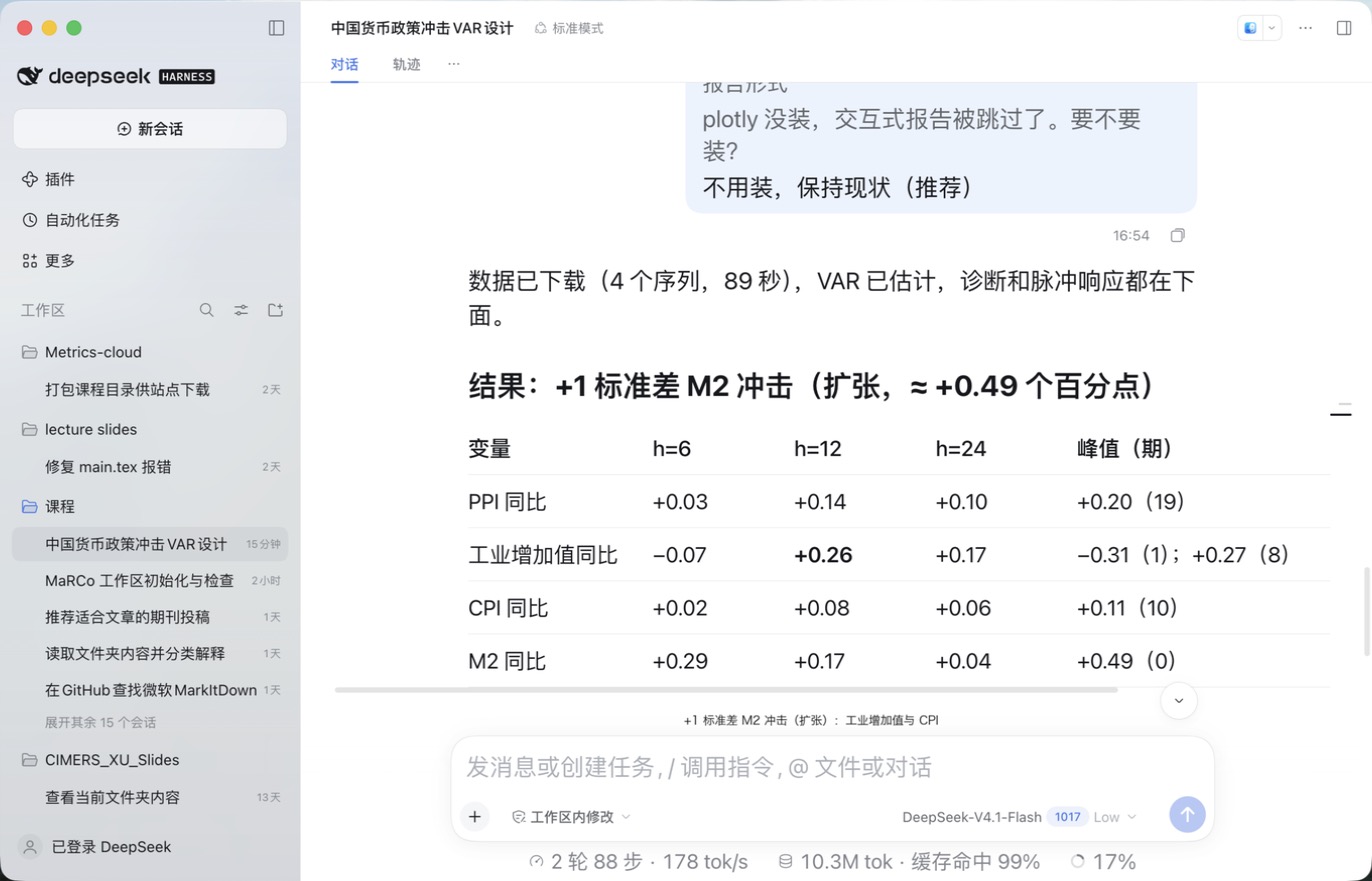 deepseek HARNESS
新会话
插件
自动化任务
更多
工作区
Metrics-cloud
打包课程目录供站点下载 2天
lecture slides
修复 main.tex 报错 2天
课程
中国货币政策冲击 VAR 设计 15分钟
MaRCo 工作区初始化与检查 2小时
推荐适合文章的期刊投稿 1天
读取文件夹内容并分类解释 1天
在 GitHub 查找微软 MarkItDown 1天
展开其余 15 个会话
CIMERS_XU_Slides
查看当前文件夹内容 13天
已登录 DeepSeek
中国货币政策冲击 VAR 设计 标准模式
对话 轨迹 ...
报告形式
plotly 没装，交互式报告被跳过了。要不要
装？
不用装，保持现状（推荐）
16:54
数据已下载（4 个序列，89 秒），VAR 已估计，诊断和脉冲响应都在下
面。
结果：+1 标准差 M2 冲击（扩张，≈ +0.49 个百分点）
变量 h=6 h=12 h=24 峰值（期）
PPI 同比 +0.03 +0.14 +0.10 +0.20（19）
工业增加值同比 −0.07 +0.26 +0.17 −0.31（1）；+0.27（8）
CPI 同比 +0.02 +0.08 +0.06 +0.11（10）
M2 同比 +0.29 +0.17 +0.04 +0.49（0）
+1 标准差 M2 冲击（扩张）：工业增加值与 CPI
发消息或创建任务, / 调用指令, @ 文件或对话
工作区内修改 DeepSeek-V4.1-Flash 1017 Low
2 轮 88 步 · 178 tok/s 10.3M tok · 缓存命中 99% 17%